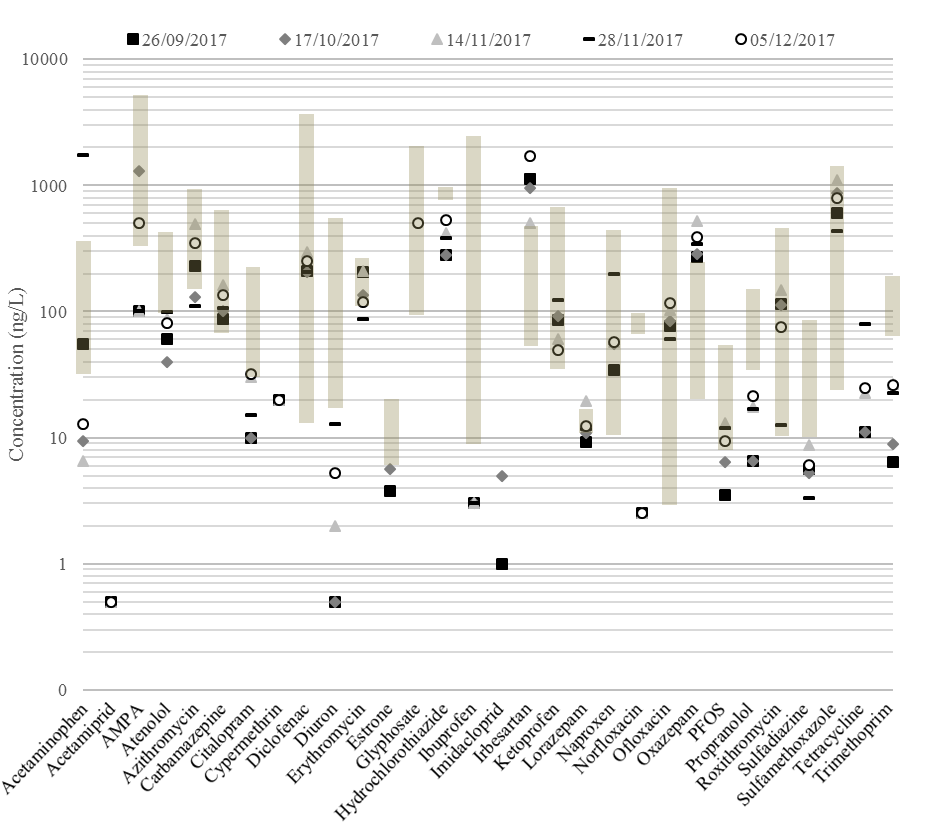 26/09/2017 17/10/2017 14/11/2017 28/11/2017 05/12/2017
Concentration (ng/L)
10000
1000
100
10
1
0
Acetaminophen
Acetamiprid
AMPA
Atenolol
Azithromycin
Carbamazepine
Citalopram
Cypermethrin
Diclofenac
Diuron
Erythromycin
Estrone
Glyphosate
Hydrochlorothiazide
Ibuprofen
Imidacloprid
Irbesartan
Ketoprofen
Lorazepam
Naproxen
Norfloxacin
Ofloxacin
Oxazepam
PFOS
Propranolol
Roxithromycin
Sulfadiazine
Sulfamethoxazole
Tetracycline
Trimethoprim